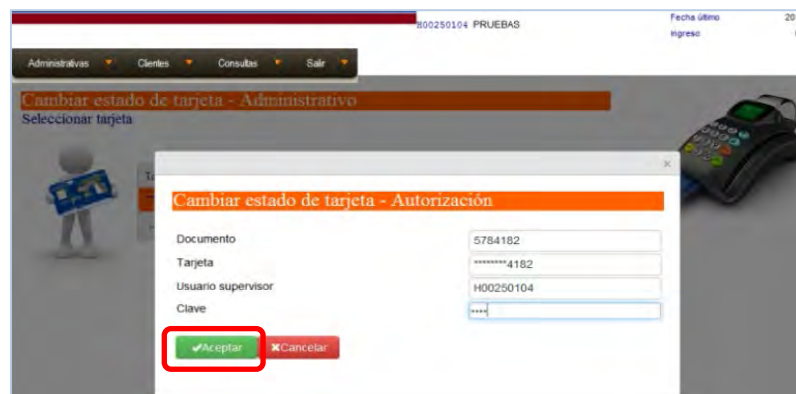 H00250104 PRUEBAS
Fecha último
ingreso
20
Administrativas
Clientes
Consultas
Salir
Cambiar estado de tarjeta - Administrativo
Seleccionar tarjeta
×
Cambiar estado de tarjeta - Autorización
Documento 5784182
Tarjeta ********4182
Usuario supervisor H00250104
Clave ****
Aceptar
Cancelar